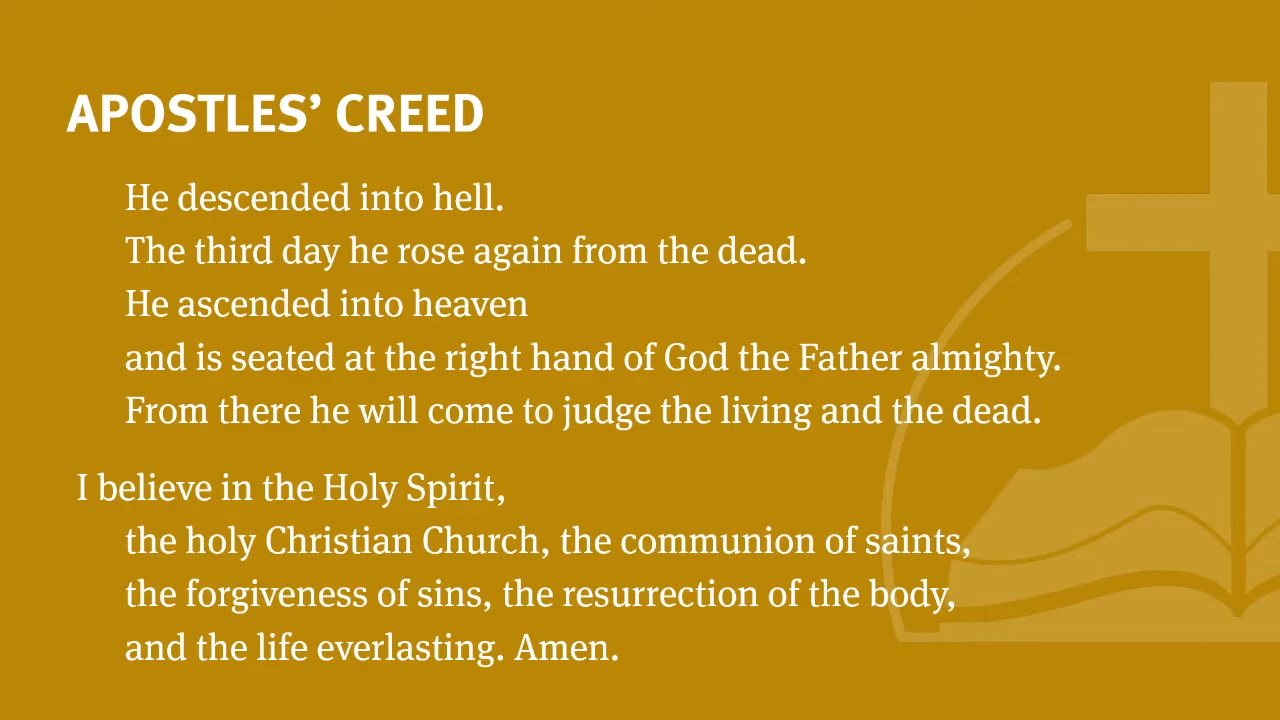 APOSTLES’ CREED
He descended into hell.
The third day he rose again from the dead.
He ascended into heaven
and is seated at the right hand of God the Father almighty.
From there he will come to judge the living and the dead.
I believe in the Holy Spirit,
the holy Christian Church, the communion of saints,
the forgiveness of sins, the resurrection of the body,
and the life everlasting. Amen.